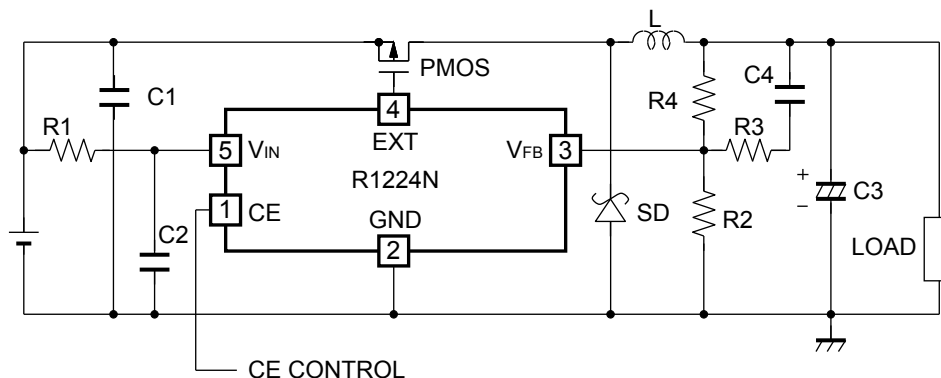 L
PMOS
C4
C1
R4
R1
4
R3
EXT
5
VIN
VFB
3
R1224N
C3
+
−
1
CE
GND
SD
R2
C2
2
LOAD
CE CONTROL